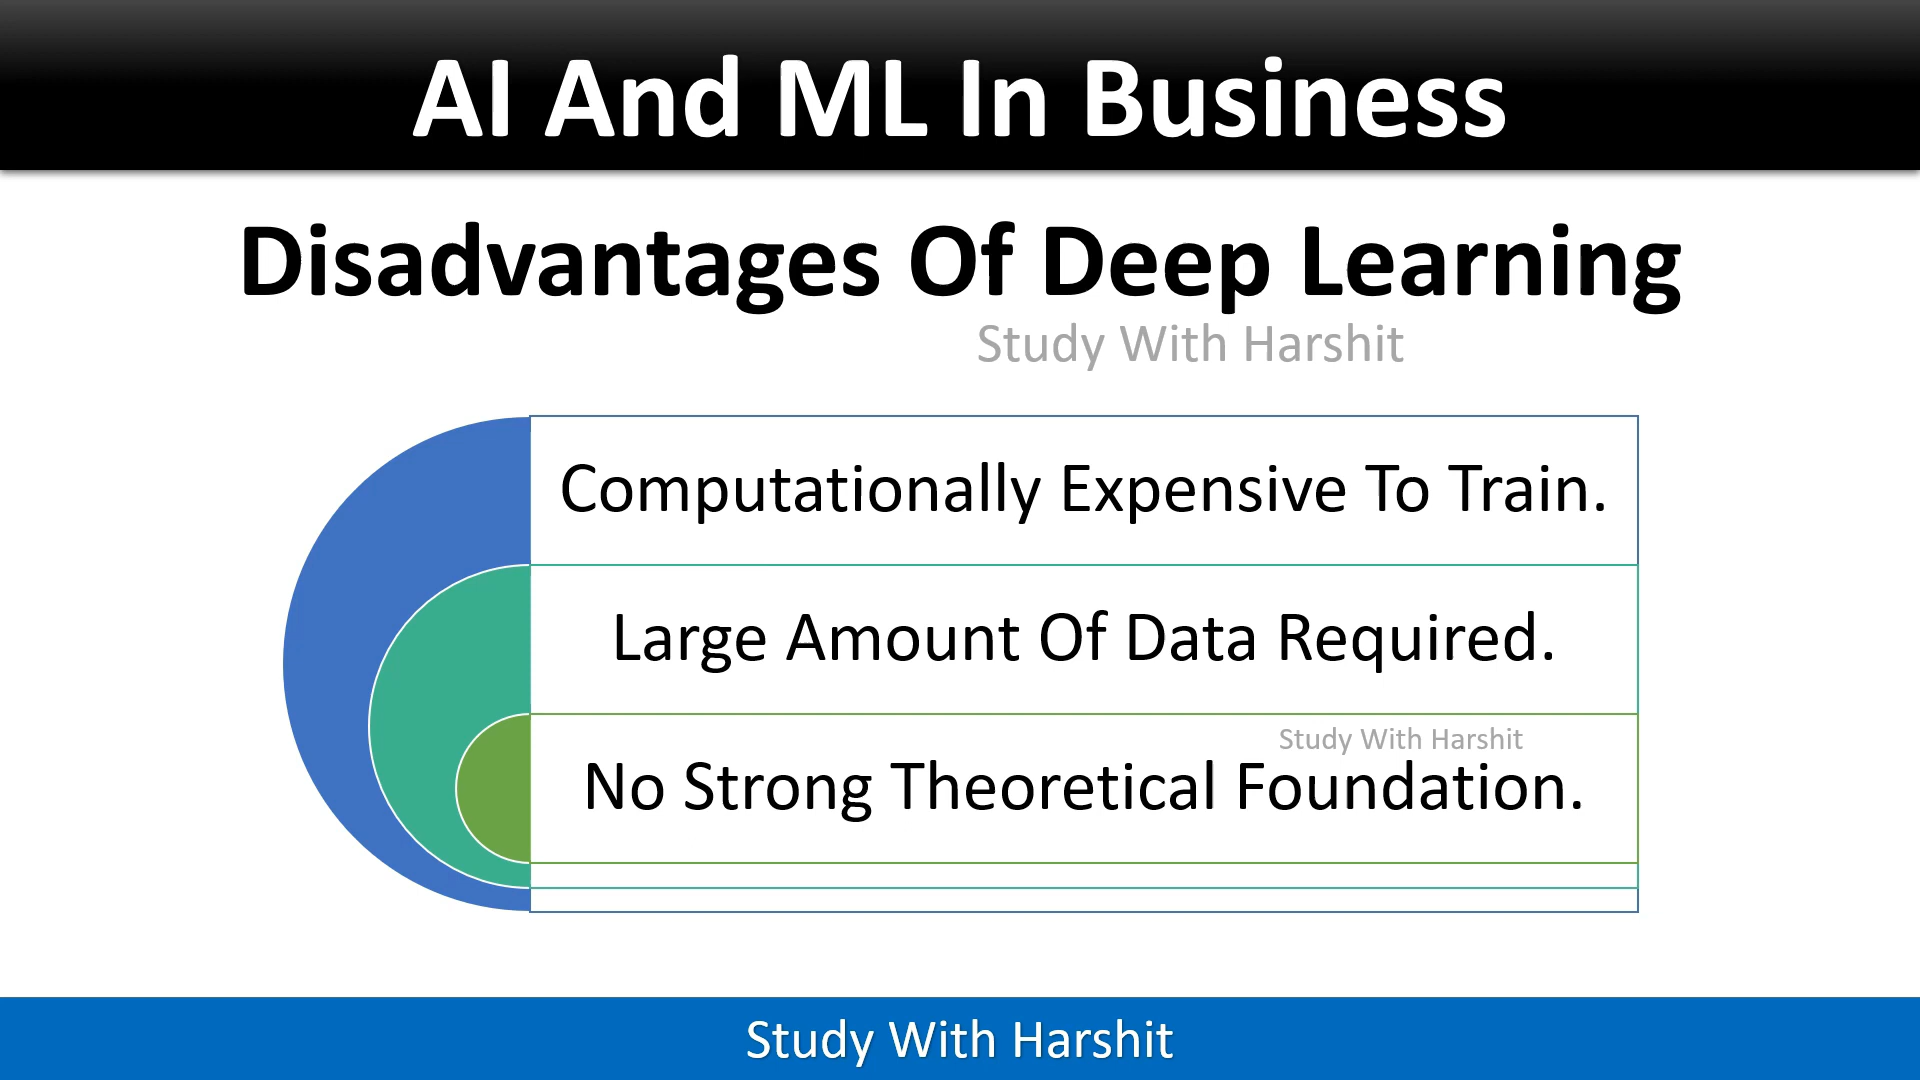 AI And ML In Business
Disadvantages Of Deep Learning
Study With Harshit
Computationally Expensive To Train.
Large Amount Of Data Required.
Study With Harshit
No Strong Theoretical Foundation.
Study With Harshit